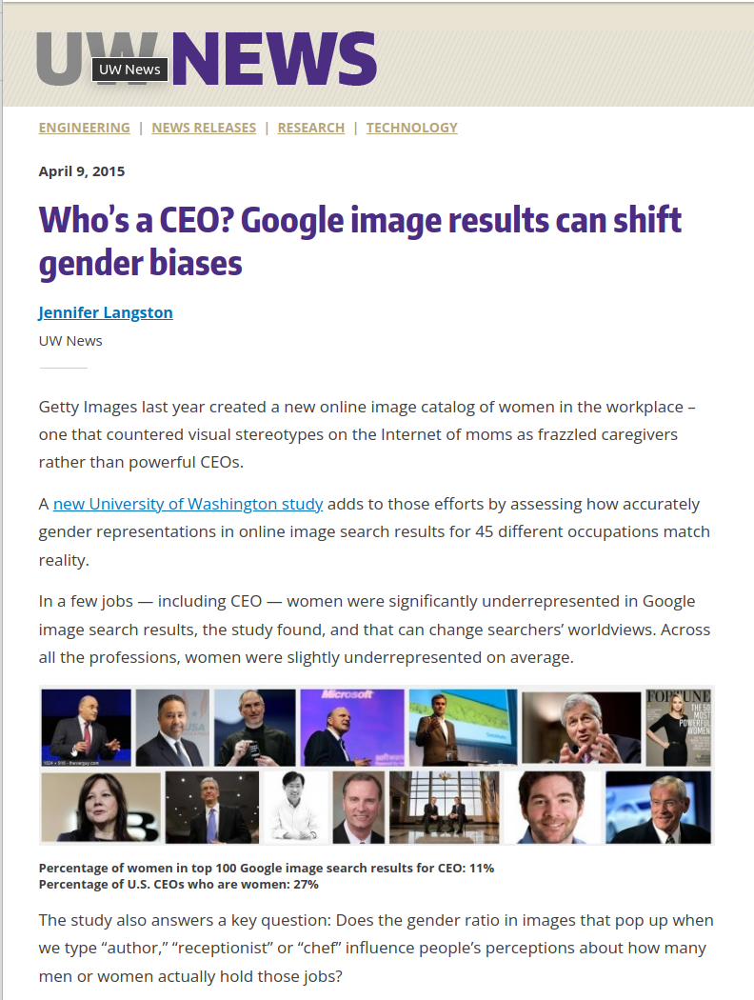 UW NEWS
UW News
ENGINEERING | NEWS RELEASES | RESEARCH | TECHNOLOGY
April 9, 2015
Who’s a CEO? Google image results can shift
gender biases
Jennifer Langston
UW News
Getty Images last year created a new online image catalog of women in the workplace –
one that countered visual stereotypes on the Internet of moms as frazzled caregivers
rather than powerful CEOs.
A new University of Washington study adds to those efforts by assessing how accurately
gender representations in online image search results for 45 different occupations match
reality.
In a few jobs — including CEO — women were significantly underrepresented in Google
image search results, the study found, and that can change searchers’ worldviews. Across
all the professions, women were slightly underrepresented on average.
Microsoft
FORTUNE
THE 50
MOST
POWERFUL
WOMEN
USA
Percentage of women in top 100 Google image search results for CEO: 11%
Percentage of U.S. CEOs who are women: 27%
The study also answers a key question: Does the gender ratio in images that pop up when
we type “author,” “receptionist” or “chef” influence people’s perceptions about how many
men or women actually hold those jobs?